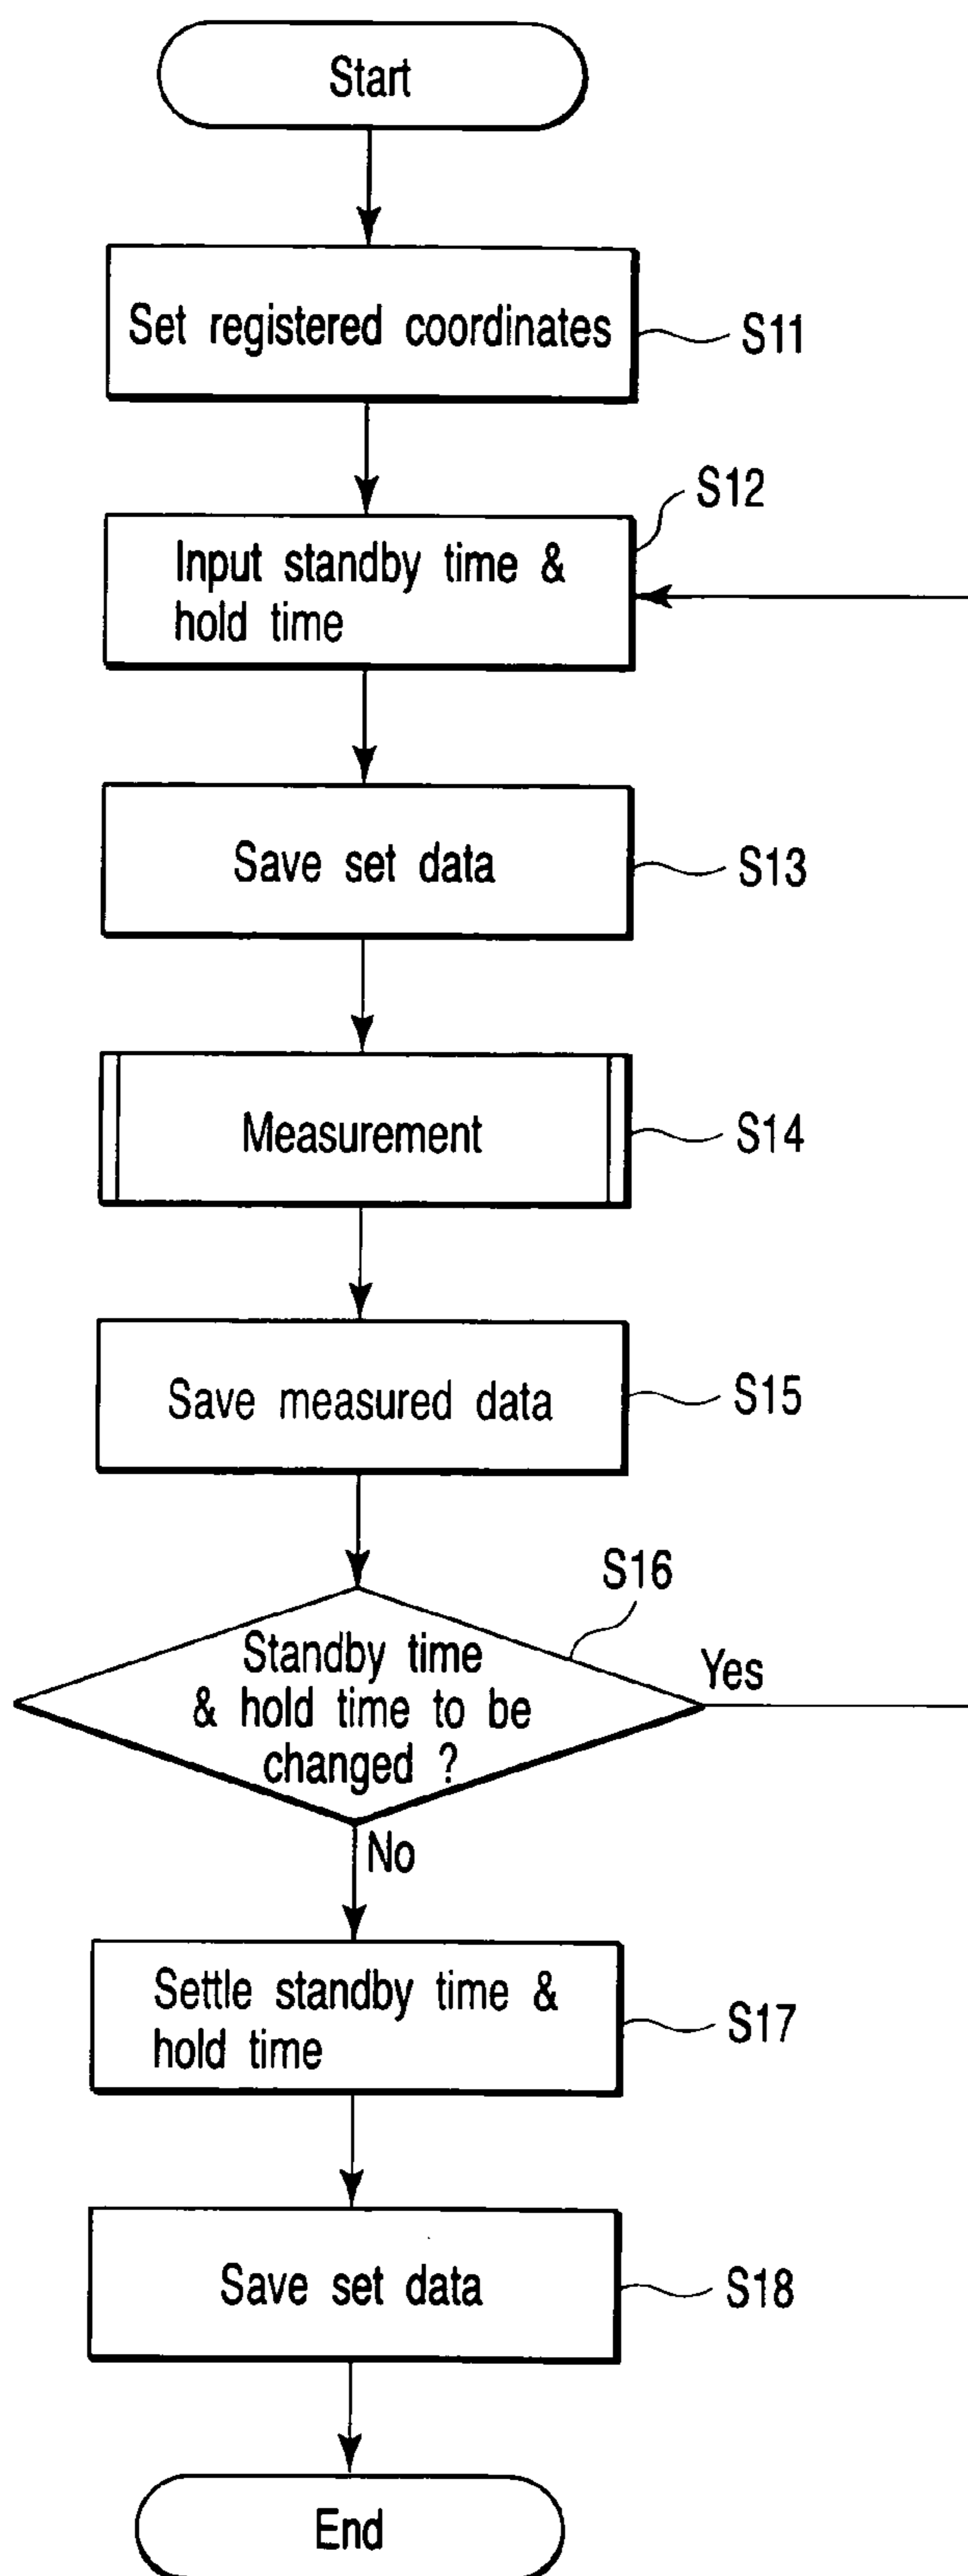 Start
Set registered coordinates
S11
S12
Input standby time &
hold time
Save set data
S13
Measurement
S14
Save measured data
S15
S16
Standby time
& hold time to be
changed ?
Yes
No
Settle standby time &
hold time
S17
Save set data
S18
End